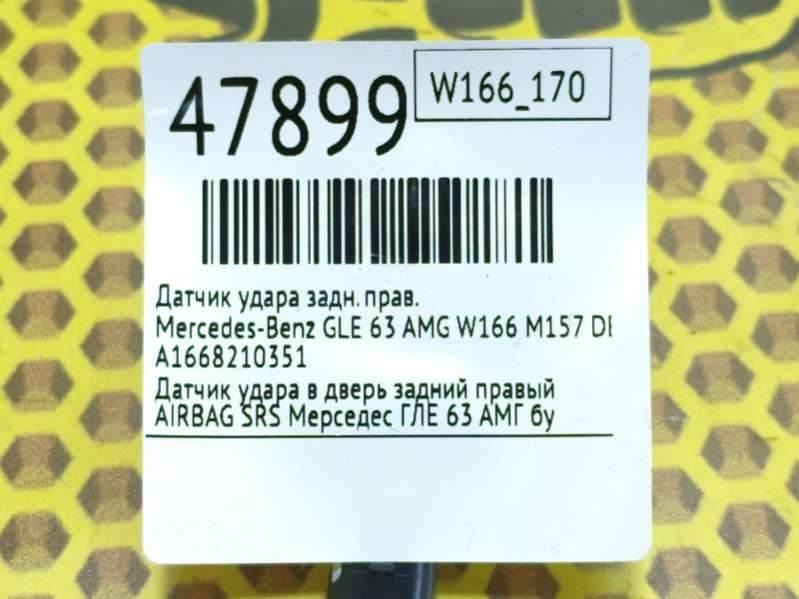 47899
W166_170
Датчик удара задн. прав.
Mercedes-Benz GLE 63 AMG W166 M157 DE
A1668210351
Датчик удара в дверь задний правый
AIRBAG SRS Мерседес ГЛЕ 63 АМГ бу